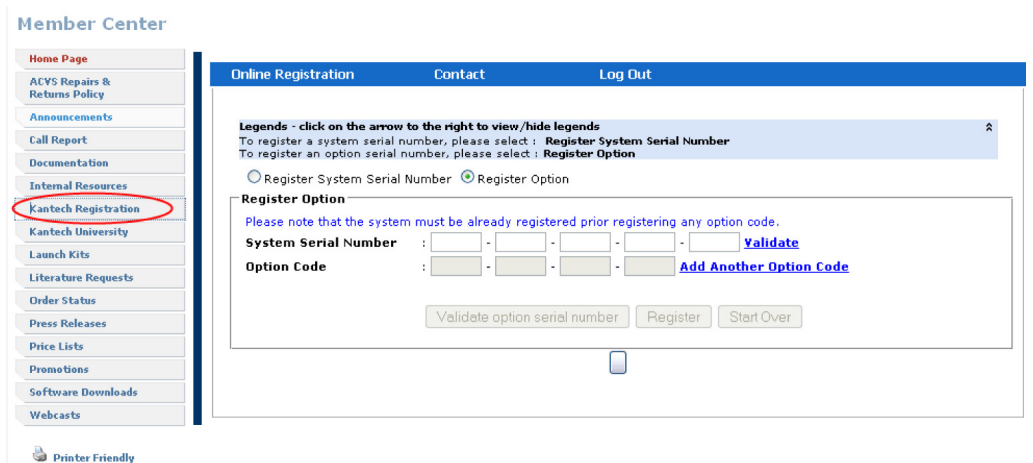 Member Center
Home Page
ACVS Repairs &
Returns Policy
Announcements
Call Report
Documentation
Internal Resources
Kantech Registration
Kantech University
Launch Kits
Literature Requests
Order Status
Press Releases
Price Lists
Promotions
Software Downloads
Webcasts
Printer Friendly
Online Registration Contact Log Out
Legends - click on the arrow to the right to view/hide legends
To register a system serial number, please select : Register System Serial Number
To register an option serial number, please select : Register Option
Register System Serial Number Register Option
Register Option
Please note that the system must be already registered prior registering any option code.
System Serial Number : - - - - Validate
Option Code : - - - Add Another Option Code
Validate option serial number Register Start Over